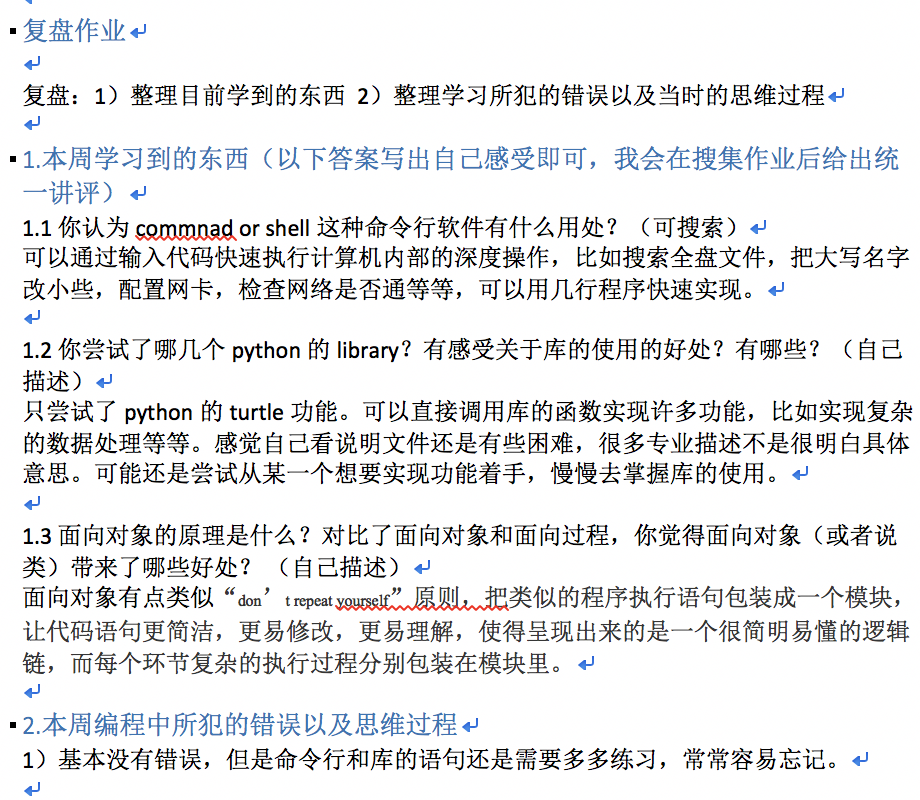 复盘作业
复盘：1）整理目前学到的东西 2）整理学习所犯的错误以及当时的思维过程
1.本周学习到的东西（以下答案写出自己感受即可，我会在搜集作业后给出统
一讲评）
1.1 你认为 commnad or shell 这种命令行软件有什么用处？（可搜索）
可以通过输入代码快速执行计算机内部的深度操作，比如搜索全盘文件，把大写名字
改小些，配置网卡，检查网络是否通等等，可以用几行程序快速实现。
1.2 你尝试了哪几个 python 的 library？有感受关于库的使用的好处？有哪些？（自己
描述）
只尝试了 python 的 turtle 功能。可以直接调用库的函数实现许多功能，比如实现复杂
的数据处理等等。感觉自己看说明文件还是有些困难，很多专业描述不是很明白具体
意思。可能还是尝试从某一个想要实现功能着手，慢慢去掌握库的使用。
1.3 面向对象的原理是什么？对比了面向对象和面向过程，你觉得面向对象（或者说
类）带来了哪些好处？（自己描述）
面向对象有点类似“don’t repeat yourself”原则，把类似的程序执行语句包装成一个模块，
让代码语句更简洁，更易修改，更易理解，使得呈现出来的是一个很简明易懂的逻辑
链，而每个环节复杂的执行过程分别包装在模块里。
2.本周编程中所犯的错误以及思维过程
1）基本没有错误，但是命令行和库的语句还是需要多多练习，常常容易忘记。